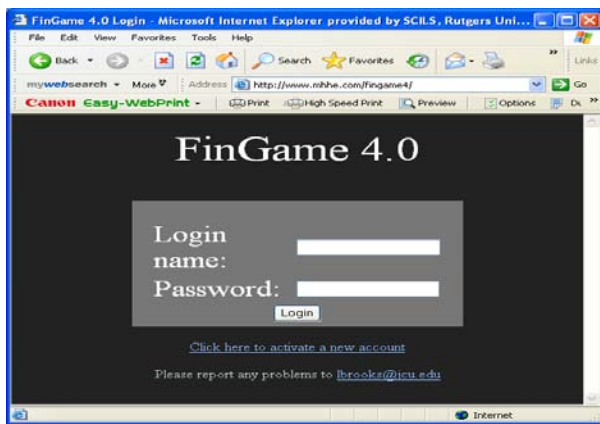 FinGame 4.0 Login - Microsoft Internet Explorer provided by SCILS, Rutgers Uni...
File Edit View Favorites Tools Help
Back Search Favorites
Links
mywebsearch More Address http://www.mhhe.com/fingame4/ Go
Canon Easy-WebPrint Print High Speed Print Preview Options
FinGame 4.0
Login
name:
Password:
Login
Click here to activate a new account
Please report any problems to lbrooks@jcu.edu
Internet